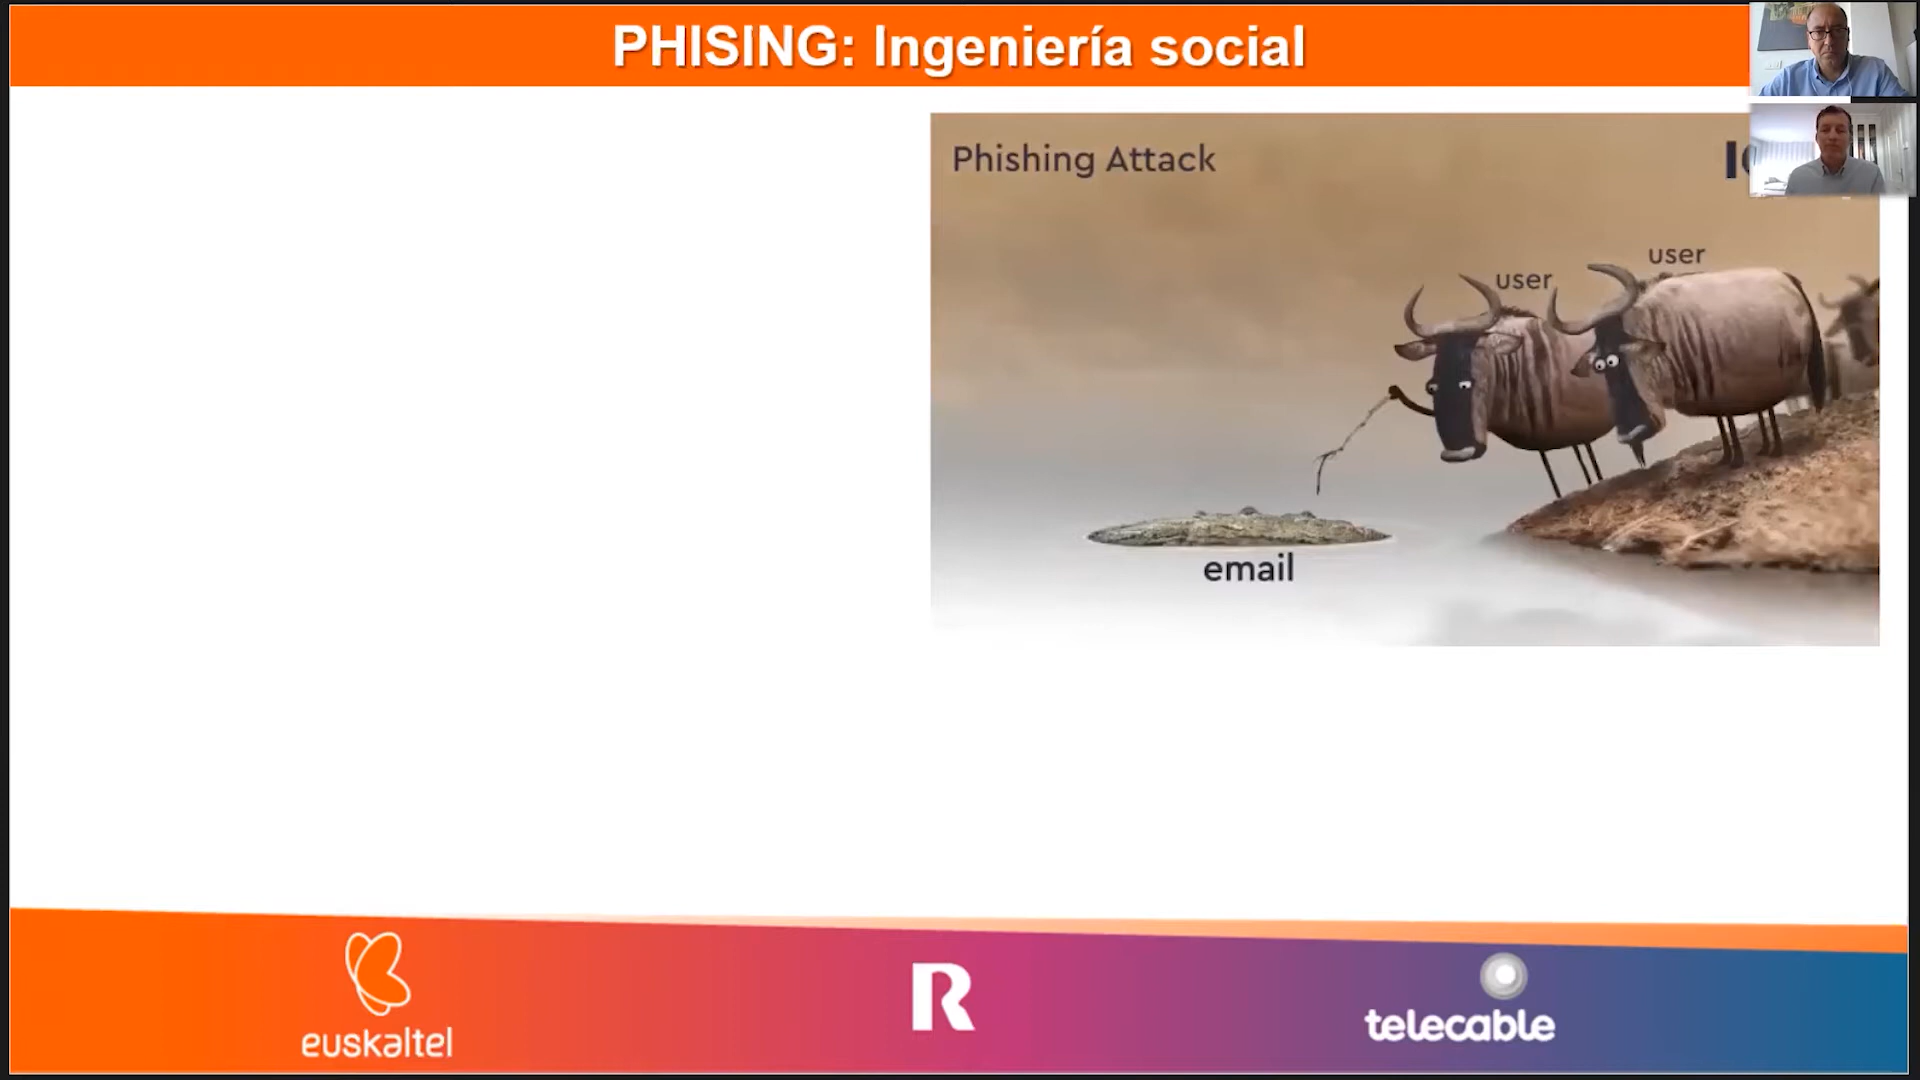 PHISING: Ingeniería social
Phishing Attack
user
user
email
euskaltel
R
telecable